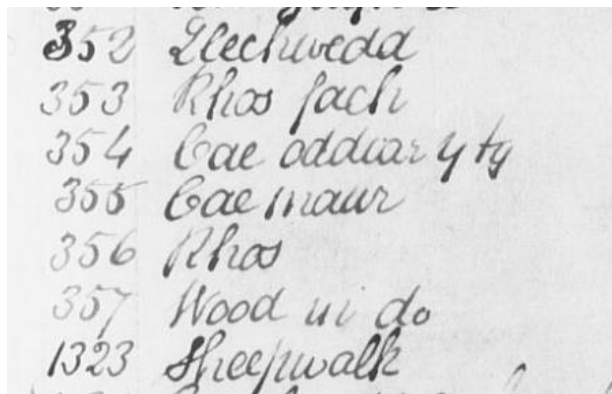 352 Llechwedd
353 Rhos fach
354 Cae oddiar y ty
355 Cae mawr
356 Rhos
357 Wood in do
1323 Sheepwalk